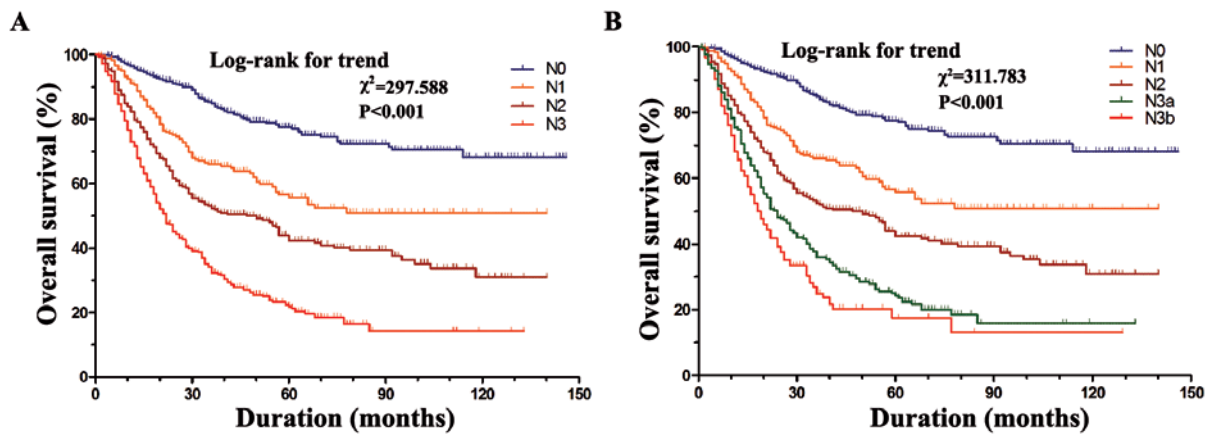 A
Log-rank for trend
χ²=297.588
P<0.001
N0
N1
N2
N3
Overall survival (%)
100
80
60
40
20
0
0 30 60 90 120 150
Duration (months)
B
Log-rank for trend
χ²=311.783
P<0.001
N0
N1
N2
N3a
N3b
Overall survival (%)
100
80
60
40
20
0
0 30 60 90 120 150
Duration (months)